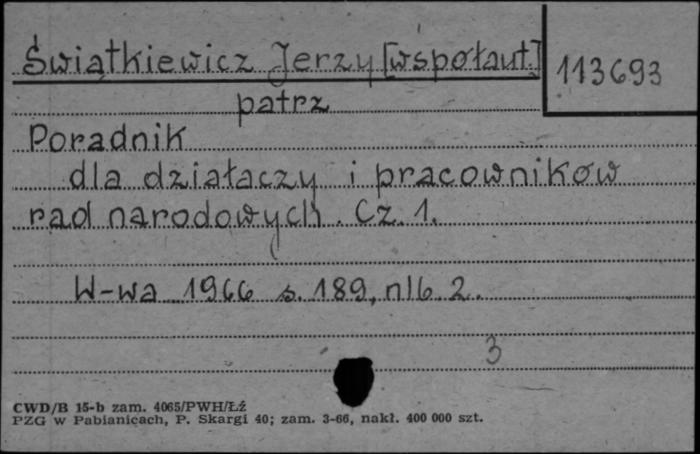 Świątkiewicz Jerzy [współaut.]
113693
patrz
Poradnik
dla działaczy i pracowników
rad narodowych. Cz. 1.
W-wa 1966 s. 189, nlb. 2.
3
CWD/B 15-b zam. 4065/PWH/Łź
PZG w Pabianicach, P. Skargi 40; zam. 3-66, nakł. 400 000 szt.